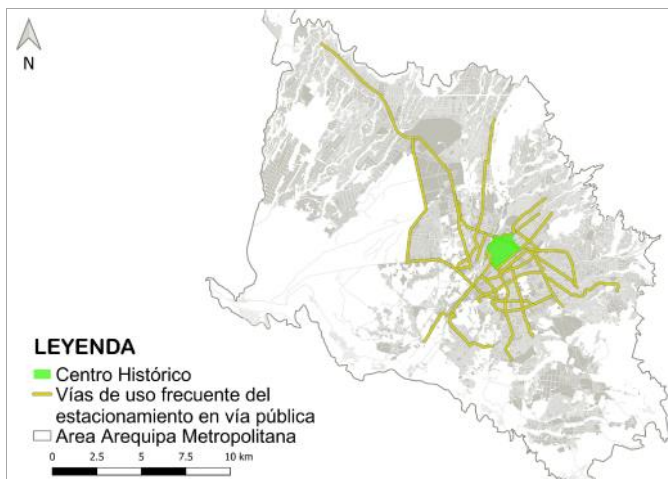 N
LEYENDA
Centro Histórico
Vías de uso frecuente del
estacionamiento en vía pública
Area Arequipa Metropolitana
0 2.5 5 7.5 10 km